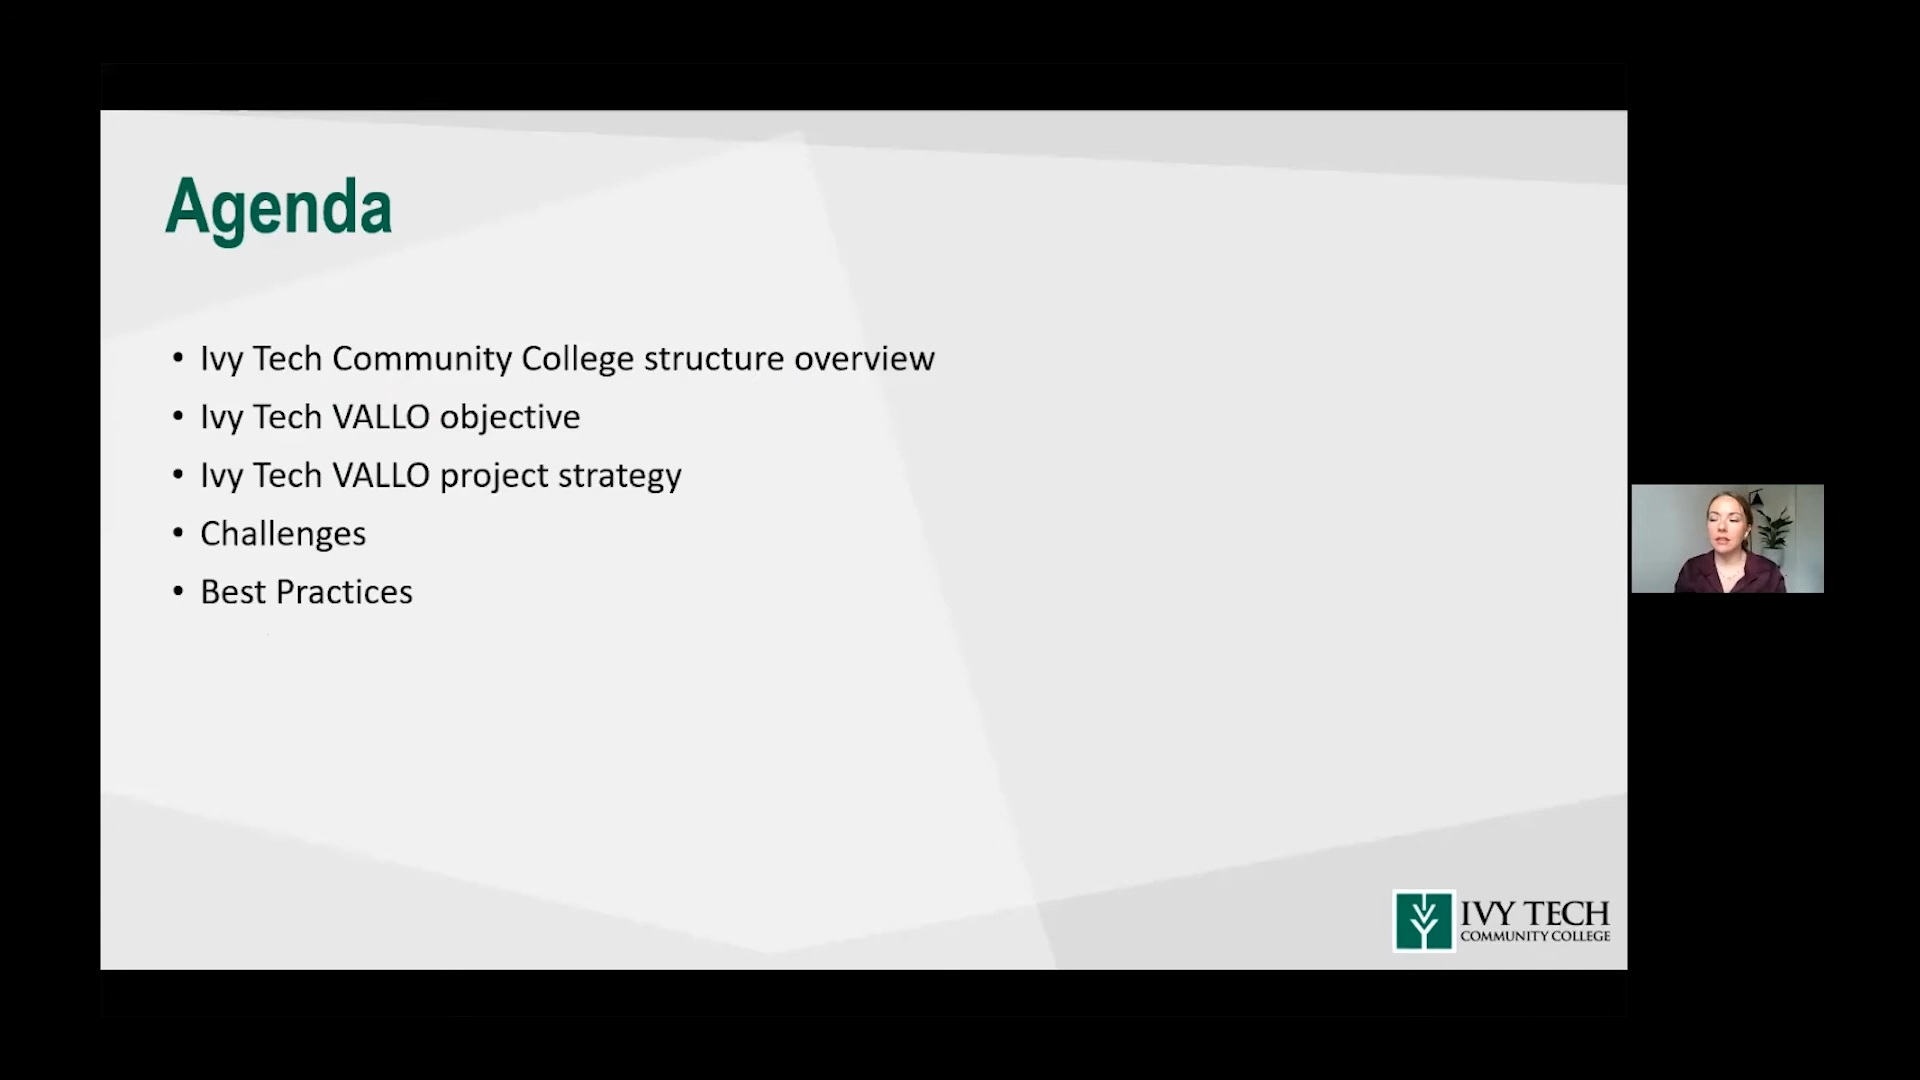 Agenda
• Ivy Tech Community College structure overview
• Ivy Tech VALLO objective
• Ivy Tech VALLO project strategy
• Challenges
• Best Practices
IVY TECH
COMMUNITY COLLEGE